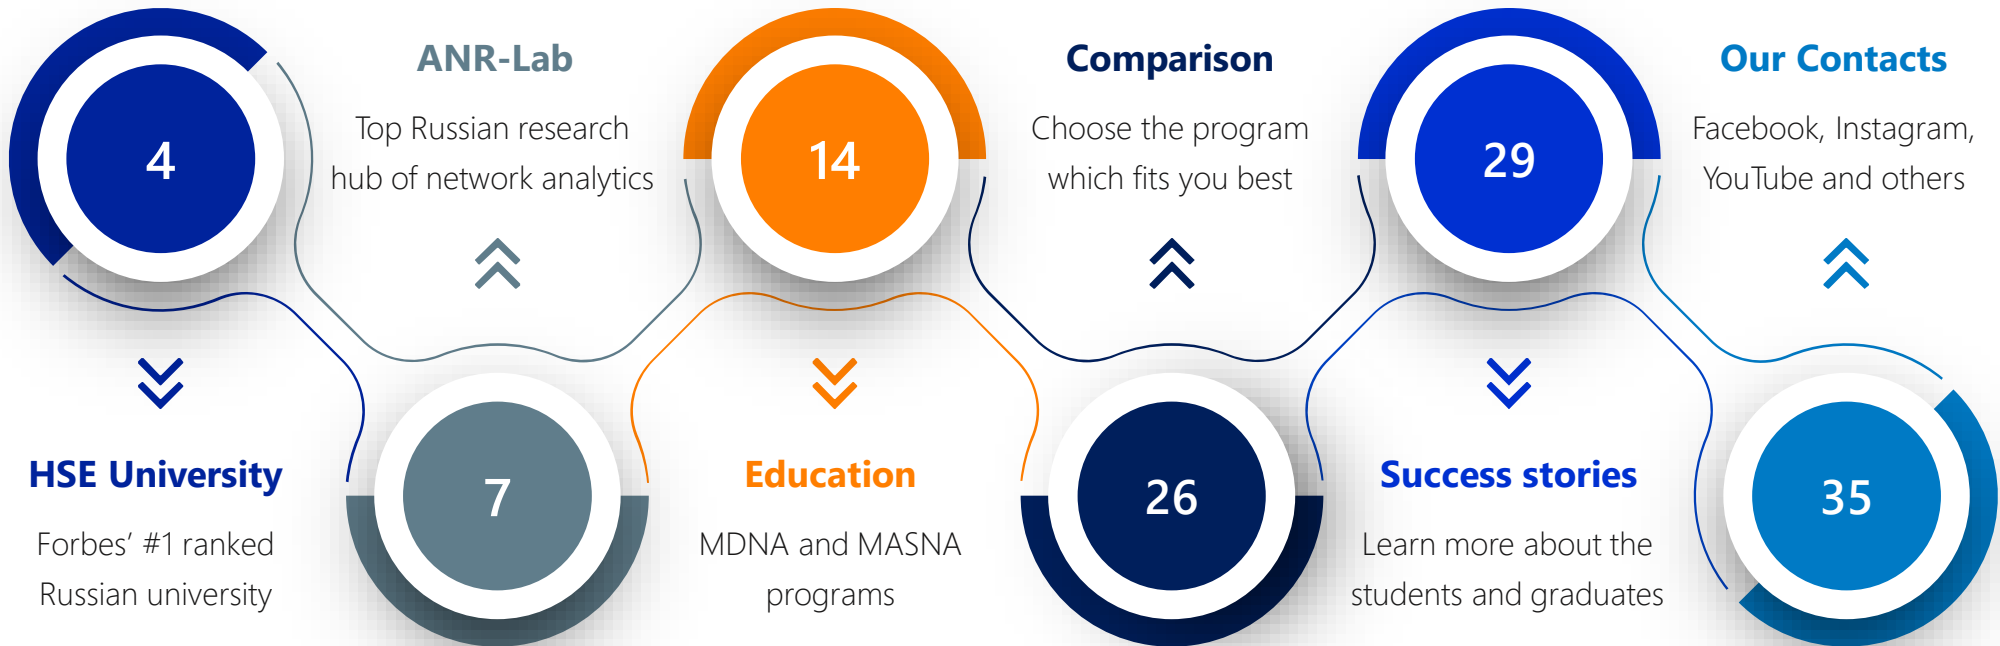 4
HSE University
Forbes’ #1 ranked
Russian university
ANR-Lab
Top Russian research
hub of network analytics
7
14
Education
MDNA and MASNA
programs
Comparison
Choose the program
which fits you best
26
29
Success stories
Learn more about the
students and graduates
Our Contacts
Facebook, Instagram,
YouTube and others
35